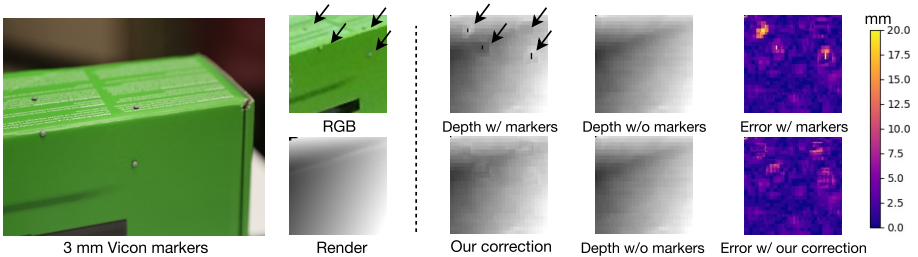 mm
20.0
17.5
15.0
12.5
10.0
7.5
5.0
2.5
0.0
RGB
Depth w/ markers
Depth w/o markers
Error w/ markers
3 mm Vicon markers
Render
Our correction
Depth w/o markers
Error w/ our correction